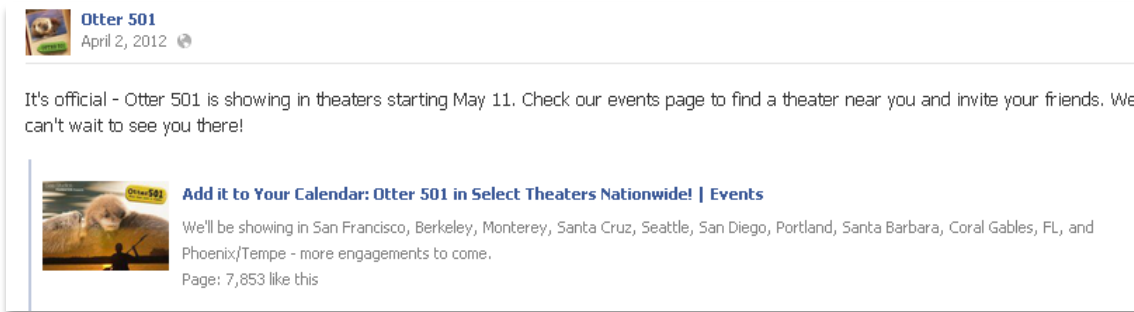 Otter 501
April 2, 2012
It's official - Otter 501 is showing in theaters starting May 11. Check our events page to find a theater near you and invite your friends. We
can't wait to see you there!
Otter501
Add it to Your Calendar: Otter 501 in Select Theaters Nationwide! | Events
We'll be showing in San Francisco, Berkeley, Monterey, Santa Cruz, Seattle, San Diego, Portland, Santa Barbara, Coral Gables, FL, and
Phoenix/Tempe - more engagements to come.
Page: 7,853 like this